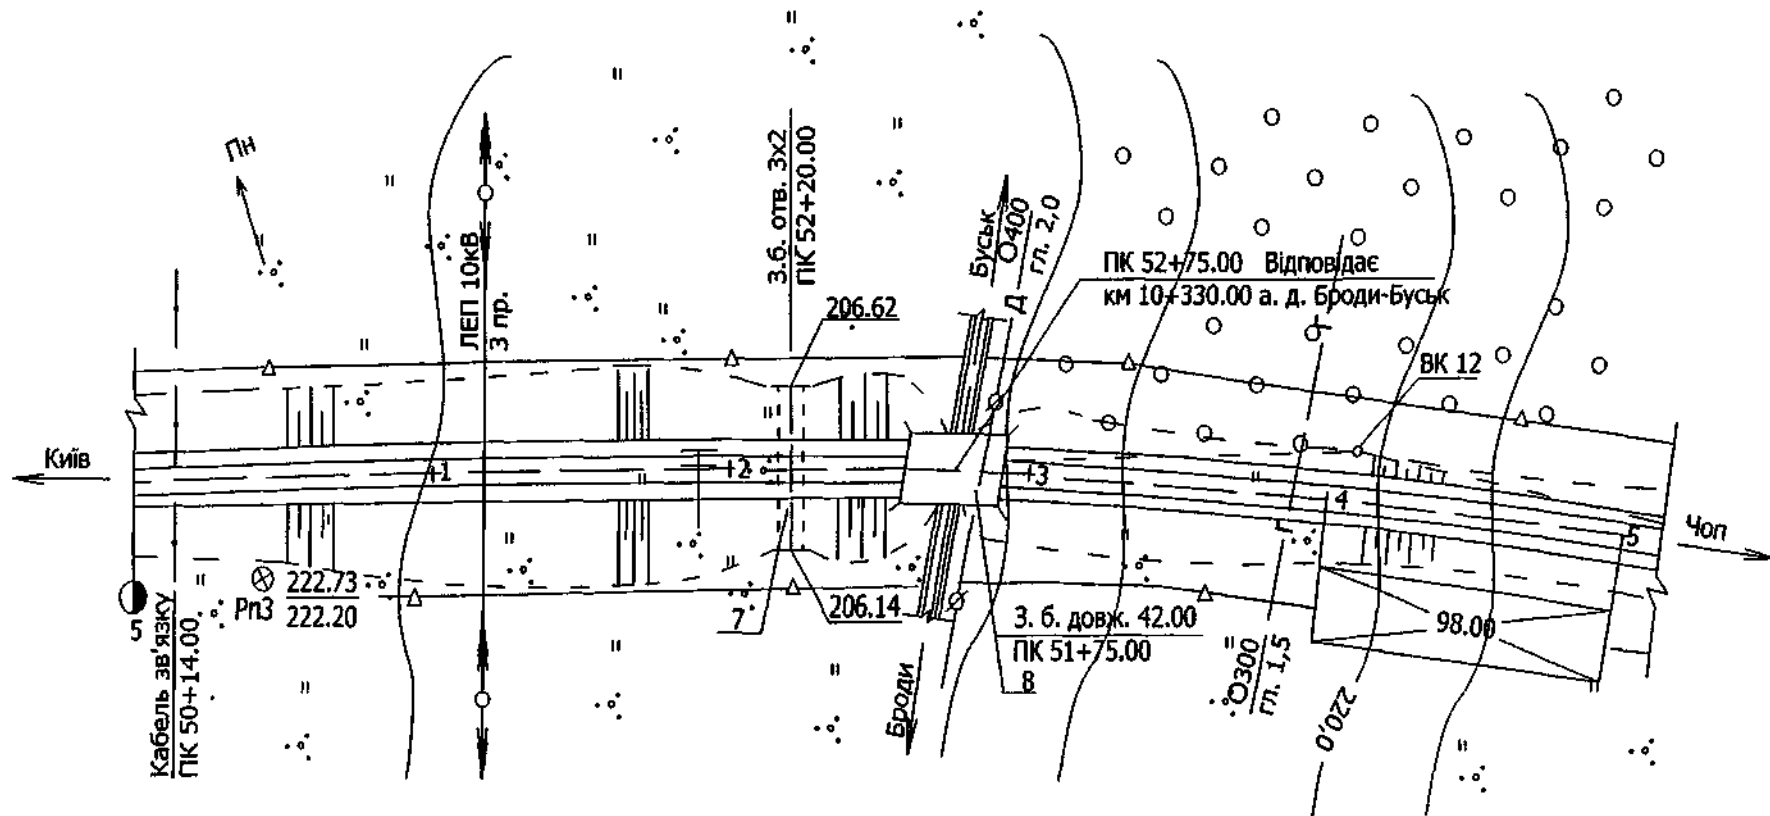 Пн
Київ
5
Кабель зв'язку
ПК 50+14.00
Рп3
222.73
222.20
+1
ЛЕП 10кВ
3 пр.
+2
З.б. отв. 3х2
ПК 52+20.00
206.62
206.14
7
Буськ
О400
гл. 2,0
Д
Броди
ПК 52+75.00 Відповідає
км 10+330.00 а. д. Броди-Буськ
+3
З. б. довж. 42.00
ПК 51+75.00
8
ВК 12
Г
4
О300
гл. 1,5
220,0
98.00
5
Чоп